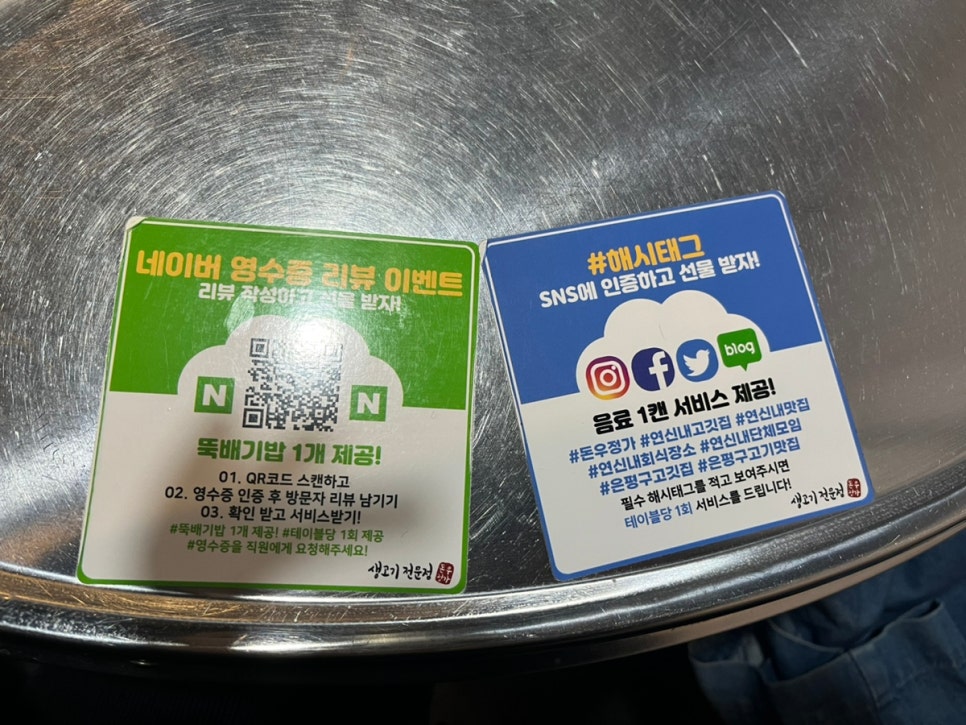 네이버 영수증 리뷰 이벤트
리뷰 작성하고 선물 받자!
N
N
뚝배기밥 1개 제공!
01. QR코드 스캔하고
02. 영수증 인증 후 방문자 리뷰 남기기
03. 확인 받고 서비스받기!
#뚝배기밥 1개 제공! #테이블당 1회 제공
#영수증을 직원에게 요청해주세요!
생고기 전문점
#해시태그
SNS에 인증하고 선물 받자!
f
blog
음료 1캔 서비스 제공!
#돈우정가 #연신내고깃집 #연신내맛집
#연신내회식장소 #연신내단체모임
#은평구고깃집 #은평구고기맛집
필수 해시태그를 적고 보여주시면
테이블당 1회 서비스를 드립니다!
생고기 전문점